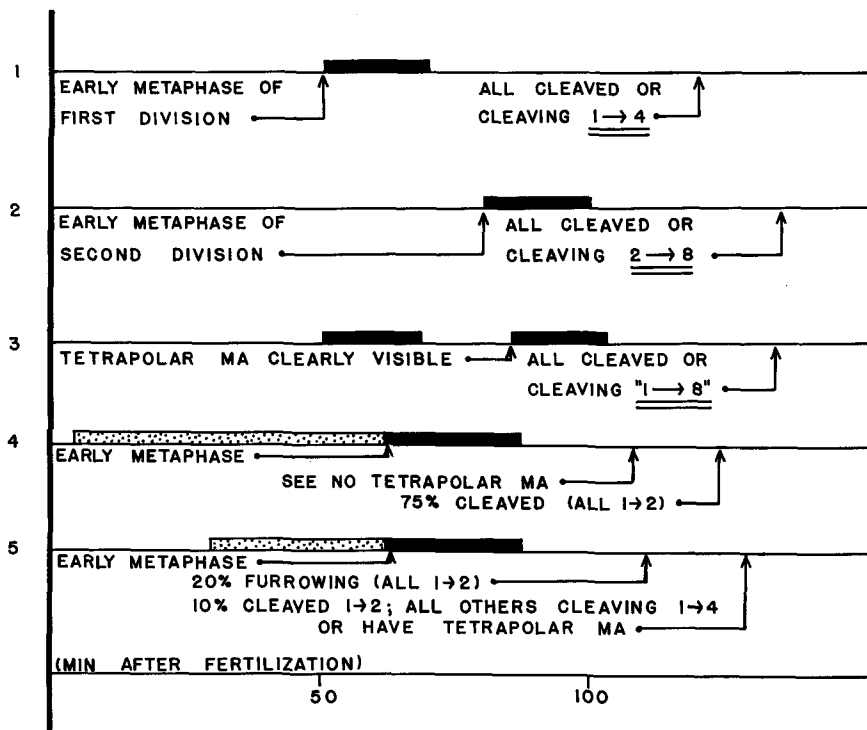 1
EARLY METAPHASE OF
FIRST DIVISION
ALL CLEAVED OR
CLEAVING 1→4
2
EARLY METAPHASE OF
SECOND DIVISION
ALL CLEAVED OR
CLEAVING 2→8
3
TETRAPOLAR MA CLEARLY VISIBLE
ALL CLEAVED OR
CLEAVING "1→8"
4
EARLY METAPHASE
SEE NO TETRAPOLAR MA
75% CLEAVED (ALL 1→2)
5
EARLY METAPHASE
20% FURROWING (ALL 1→2)
10% CLEAVED 1→2; ALL OTHERS CLEAVING 1→4
OR HAVE TETRAPOLAR MA
(MIN AFTER FERTILIZATION)
50 100